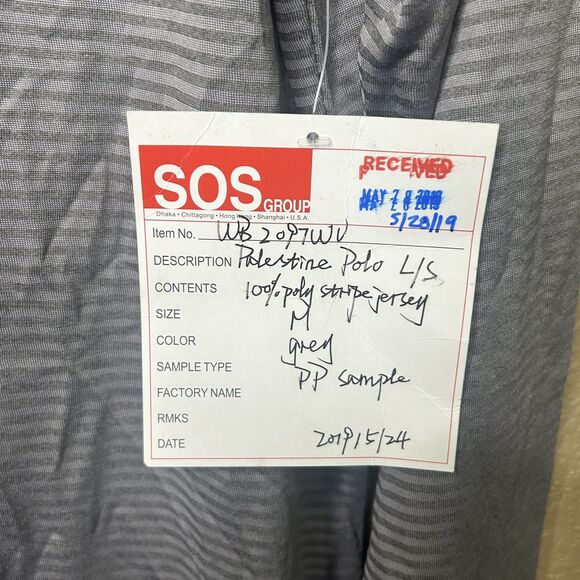 SOS GROUP
Dhaka • Chittagong • Hong Kong • Shanghai • U.S.A.
RECEIVED
MAY 2 8 2019
5/28/19
Item No. WB2097WV
DESCRIPTION Palestine Polo L/S
CONTENTS 100% poly stripe jersey
SIZE M
COLOR grey
SAMPLE TYPE PP sample
FACTORY NAME
RMKS
DATE 2019/5/24